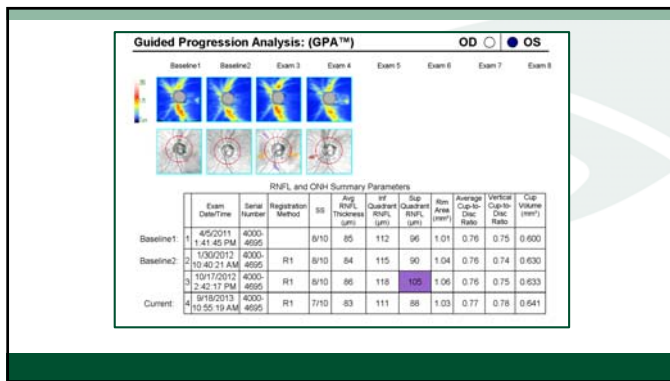 Guided Progression Analysis: (GPA™) OD OS
Baseline1 Baseline2 Exam 3 Exam 4 Exam 5 Exam 6 Exam 7 Exam 8
RNFL and ONH Summary Parameters
Exam Date/Time Serial Number Registration Method SS Avg RNFL Thickness (µm) Inf Quadrant RNFL (µm) Sup Quadrant RNFL (µm) Rim Area (mm²) Average Cup-to-Disc Ratio Vertical Cup-to-Disc Ratio Cup Volume (mm³)
Baseline1: 1 4/5/2011 1:41:45 PM 4000-4695 8/10 85 112 96 1.01 0.76 0.75 0.600
Baseline2: 2 1/30/2012 10:40:21 AM 4000-4695 R1 8/10 84 115 90 1.04 0.76 0.74 0.630
3 10/17/2012 2:42:17 PM 4000-4695 R1 8/10 86 118 105 1.06 0.76 0.75 0.633
Current: 4 9/18/2013 10:55:19 AM 4000-4695 R1 7/10 83 111 88 1.03 0.77 0.78 0.641